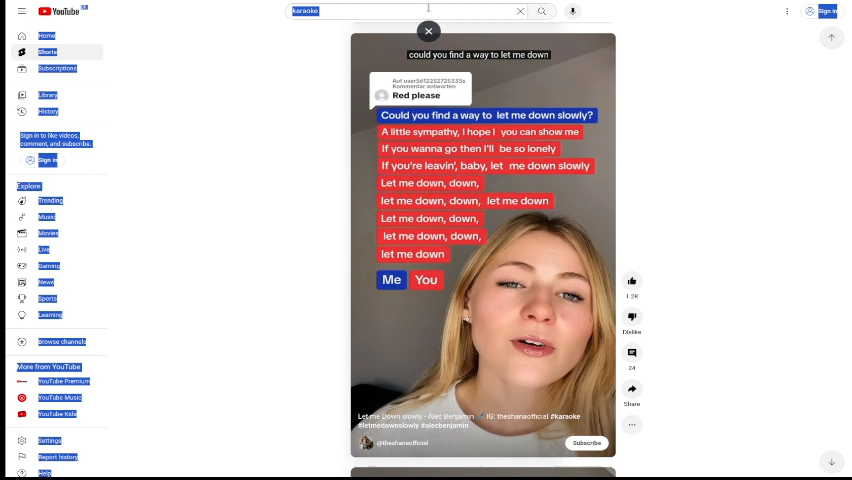 YouTube
karaoke
Sign in
Home
Shorts
Subscriptions
Library
History
Sign in to like videos,
comment, and subscribe.
Sign in
Explore
Trending
Music
Movies
Live
Gaming
News
Sports
Learning
Browse channels
More from YouTube
YouTube Premium
YouTube Music
YouTube Kids
Settings
Report history
Help
could you find a way to let me down
Auf user5612252725335s
Kommentar antworten
Red please
Could you find a way to let me down slowly?
A little sympathy, I hope I you can show me
If you wanna go then I'll be so lonely
If you're leavin', baby, let me down slowly
Let me down, down,
let me down, down, let me down
Let me down, down,
let me down, down,
let me down
Me You
Let me Down slowly - Alec Benjamin IG: theshanaofficial #karaoke
#letmedownslowly #alecbenjamin
@theshanaofficial
Subscribe
1.2K
Dislike
24
Share